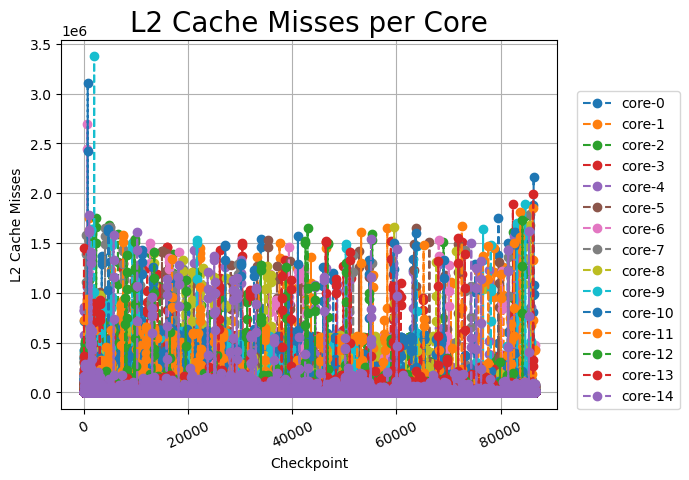 L2 Cache Misses per Core
1e6
3.5
3.0
2.5
2.0
1.5
1.0
0.5
0.0
L2 Cache Misses
0
20000
40000
60000
80000
Checkpoint
core-0
core-1
core-2
core-3
core-4
core-5
core-6
core-7
core-8
core-9
core-10
core-11
core-12
core-13
core-14